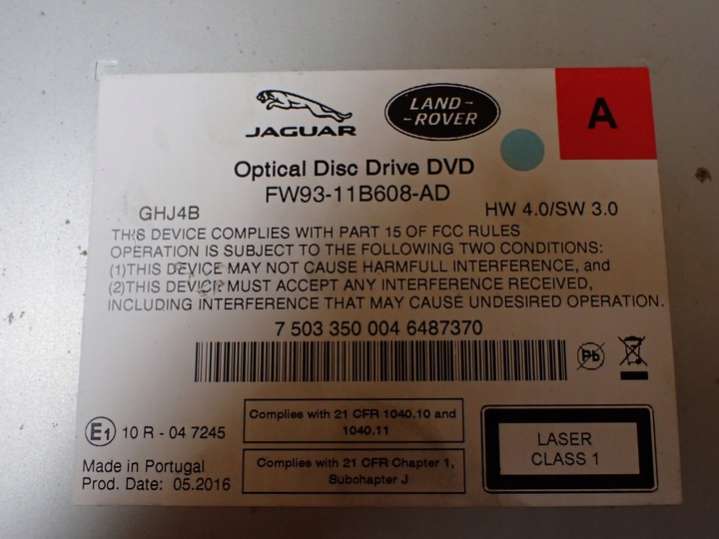 JAGUAR
LAND-
-ROVER
A
Optical Disc Drive DVD
FW93-11B608-AD
GHJ4B
HW 4.0/SW 3.0
THIS DEVICE COMPLIES WITH PART 15 OF FCC RULES
OPERATION IS SUBJECT TO THE FOLLOWING TWO CONDITIONS:
(1)THIS DEVICE MAY NOT CAUSE HARMFULL INTERFERENCE, and
(2)THIS DEVICE MUST ACCEPT ANY INTERFERENCE RECEIVED,
INCLUDING INTERFERENCE THAT MAY CAUSE UNDESIRED OPERATION.
7 503 350 004 6487370
Pb
E1 10 R - 04 7245
Complies with 21 CFR 1040.10 and
1040.11
LASER
CLASS 1
Made in Portugal
Prod. Date: 05.2016
Complies with 21 CFR Chapter 1,
Subchapter J